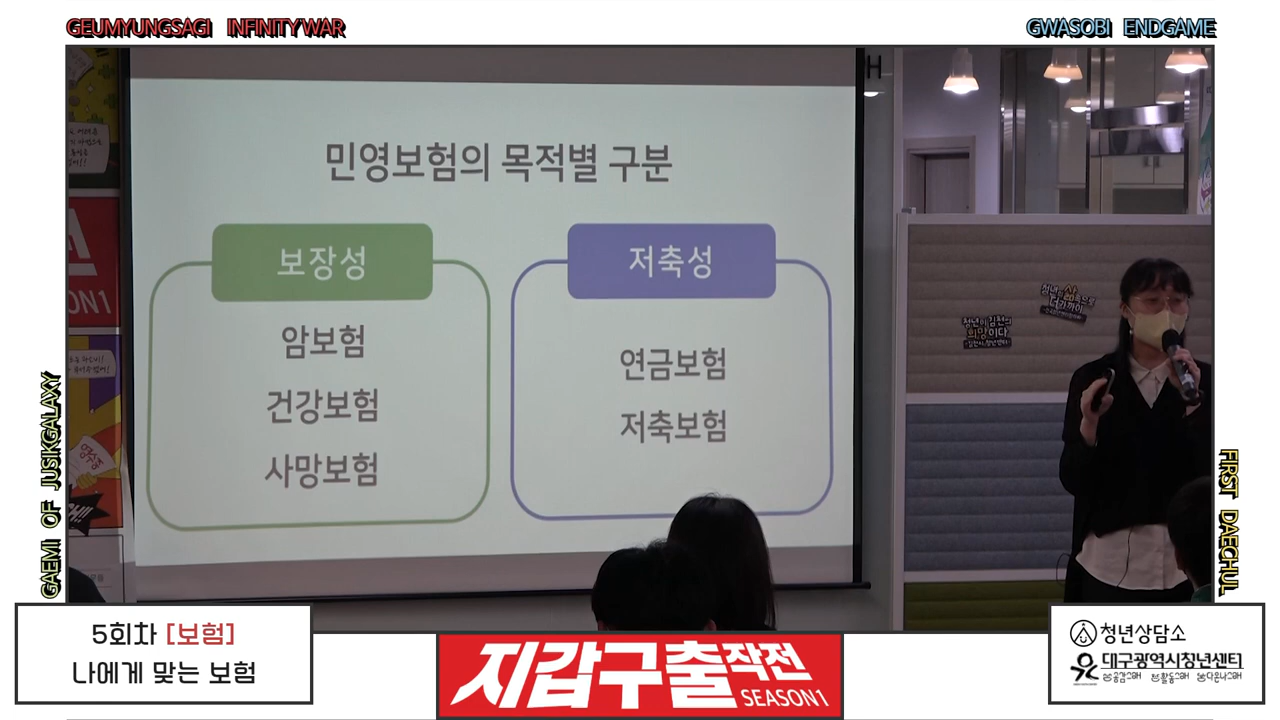 GEUMYUNGSAGI INFINITY WAR
GWASOBI ENDGAME
민영보험의 목적별 구분
보장성
암보험
건강보험
사망보험
저축성
연금보험
저축보험
GAEMI OF JUSIKGALAXY
FIRST DAECHUL
5회차 [보험]
나에게 맞는 보험
지갑구출작전
SEASON1
청년상담소
대구광역시청년센터